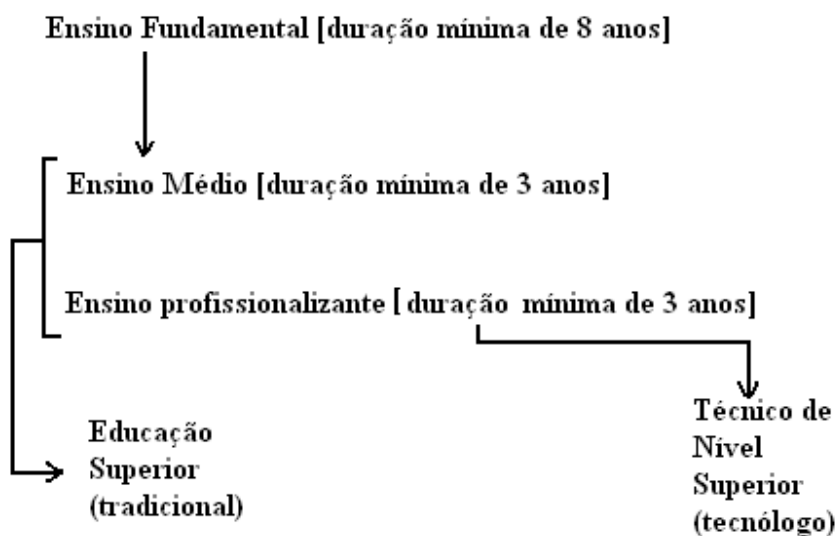 Ensino Fundamental [duração mínima de 8 anos]
Ensino Médio [duração mínima de 3 anos]
Ensino profissionalizante [ duração mínima de 3 anos]
Educação
Superior
(tradicional)
Técnico de
Nível
Superior
(tecnólogo)